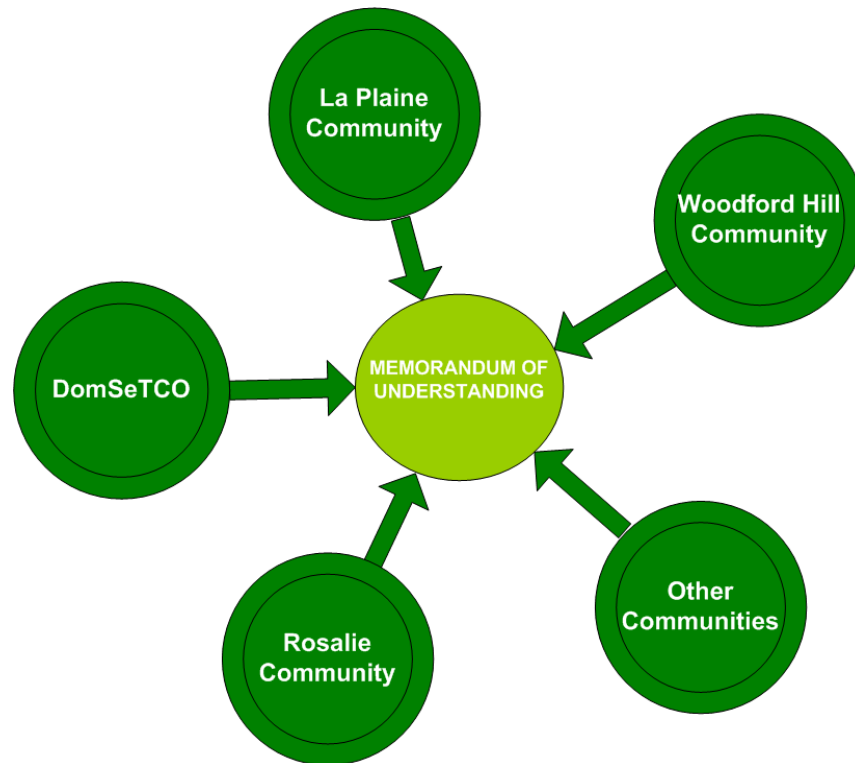 La Plaine
Community
Woodford Hill
Community
MEMORANDUM OF
UNDERSTANDING
DomSeTCO
Other
Communities
Rosalie
Community